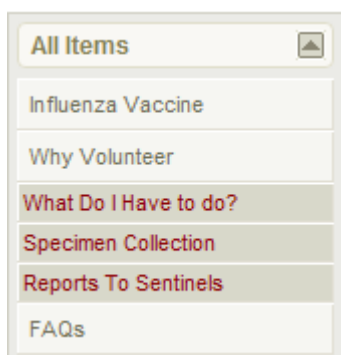 All Items
Influenza Vaccine
Why Volunteer
What Do I Have to do?
Specimen Collection
Reports To Sentinels
FAQs